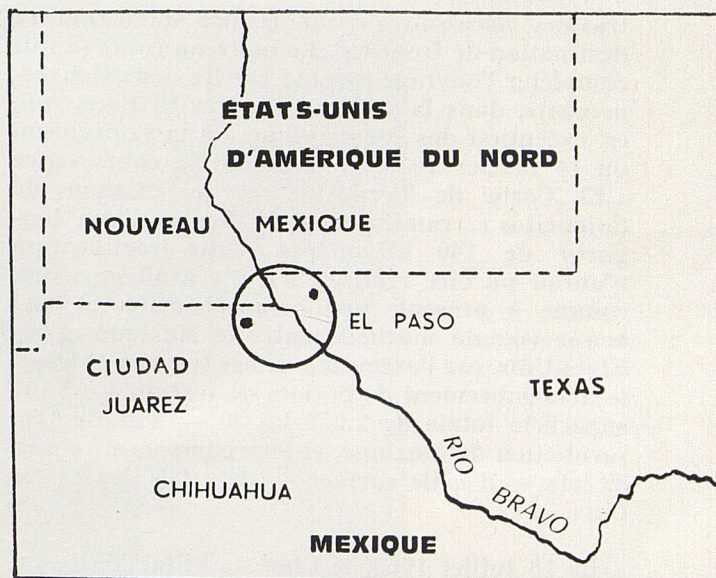 ÉTATS-UNIS
D'AMÉRIQUE DU NORD
NOUVEAU MEXIQUE
EL PASO
CIUDAD
JUAREZ
TEXAS
RIO
BRAVO
CHIHUAHUA
MEXIQUE